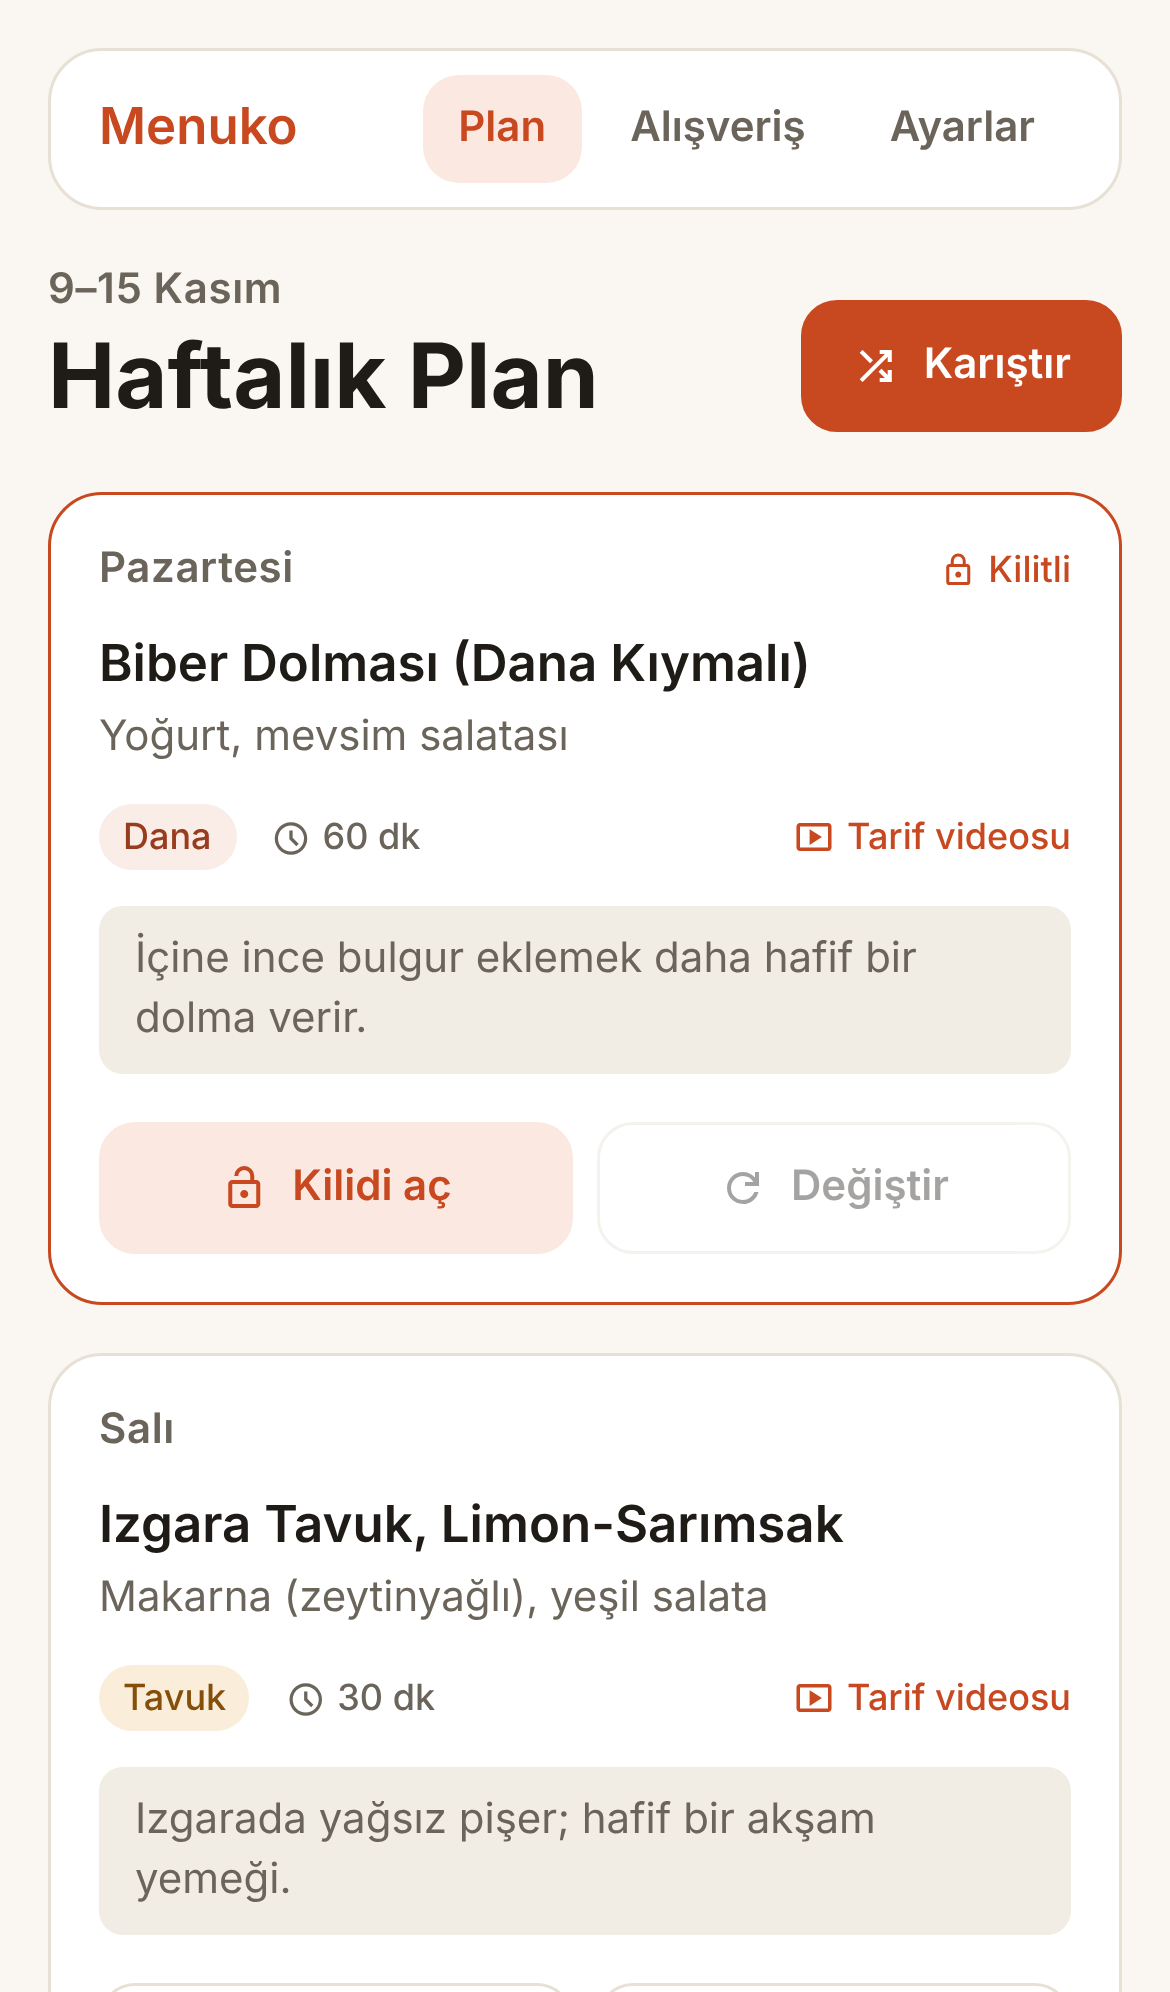 Menuko
Plan
Alışveriş
Ayarlar
9–15 Kasım
Haftalık Plan
Karıştır
Pazartesi
Kilitli
Biber Dolması (Dana Kıymalı)
Yoğurt, mevsim salatası
Dana
60 dk
Tarif videosu
İçine ince bulgur eklemek daha hafif bir
dolma verir.
Kilidi aç
Değiştir
Salı
Izgara Tavuk, Limon-Sarımsak
Makarna (zeytinyağlı), yeşil salata
Tavuk
30 dk
Tarif videosu
Izgarada yağsız pişer; hafif bir akşam
yemeği.